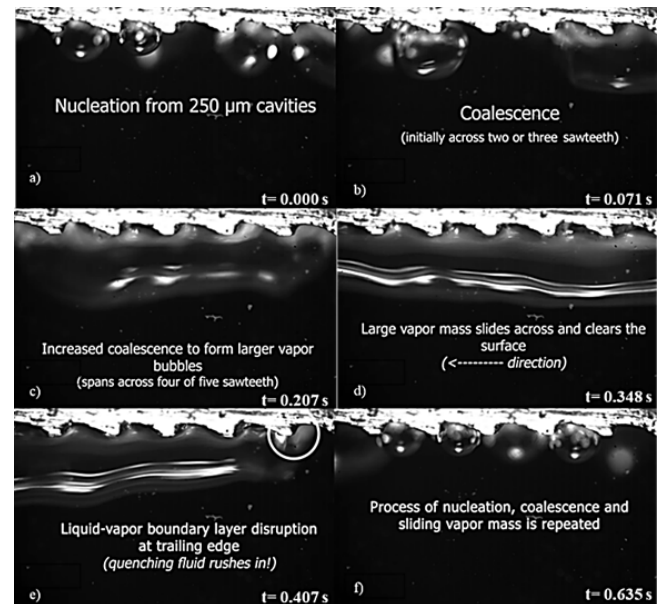 Nucleation from 250 µm cavities
a)
t= 0.000 s
Coalescence
(initially across two or three sawteeth)
b)
t= 0.071 s
Increased coalescence to form larger vapor
bubbles
(spans across four of five sawteeth)
c)
t= 0.207 s
Large vapor mass slides across and clears the
surface
(<--------- direction)
d)
t= 0.348 s
Liquid-vapor boundary layer disruption
at trailing edge
(quenching fluid rushes in!)
e)
t= 0.407 s
Process of nucleation, coalescence and
sliding vapor mass is repeated
f)
t= 0.635 s